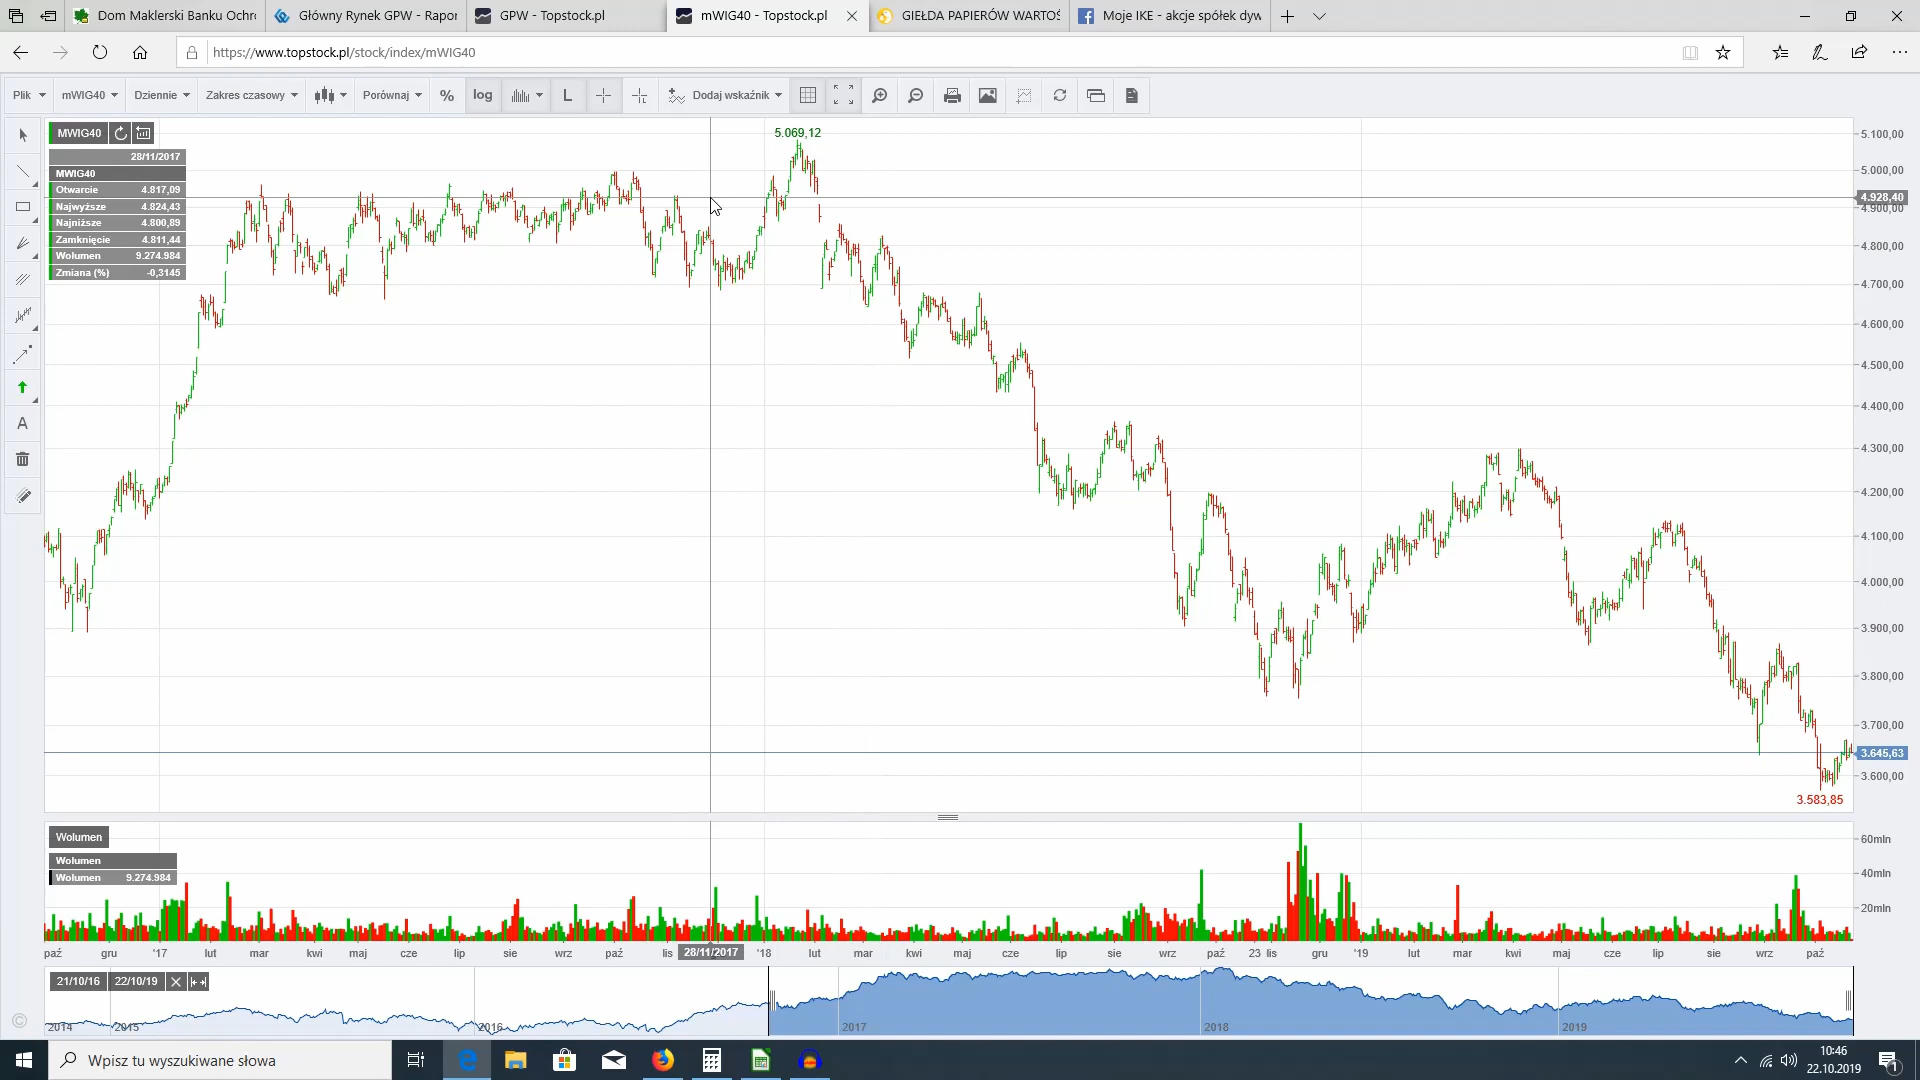 Dom Maklerski Banku Ochro
Główny Rynek GPW - Rapor
GPW - Topstock.pl
mWIG40 - Topstock.pl
GIEŁDA PAPIERÓW WARTOŚ
Moje IKE - akcje spółek dyw
https://www.topstock.pl/stock/index/mWIG40
Plik mWIG40 Dziennie Zakres czasowy Porównaj % log L Dodaj wskaźnik
MWIG40
5.069,12
28/11/2017
MWIG40
Otwarcie 4.817,09
Najwyższe 4.824,43
Najniższe 4.800,89
Zamknięcie 4.811,44
Wolumen 9.274.984
Zmiana (%) -0,3145
A
5.100,00
5.000,00
4.928,40
4.900,00
4.800,00
4.700,00
4.600,00
4.500,00
4.400,00
4.300,00
4.200,00
4.100,00
4.000,00
3.900,00
3.800,00
3.700,00
3.645,63
3.600,00
3.583,85
Wolumen
Wolumen
Wolumen 9.274.984
60mln
40mln
20mln
paź gru '17 lut mar kwi maj cze lip sie wrz paź lis 28/11/2017 '18 lut mar kwi maj cze lip sie wrz paź 23 lis gru '19 lut mar kwi maj cze lip sie wrz paź
21/10/16 22/10/19
2014 2015 2016 2017 2018 2019
©
Wpisz tu wyszukiwane słowa
10:46
22.10.2019
1